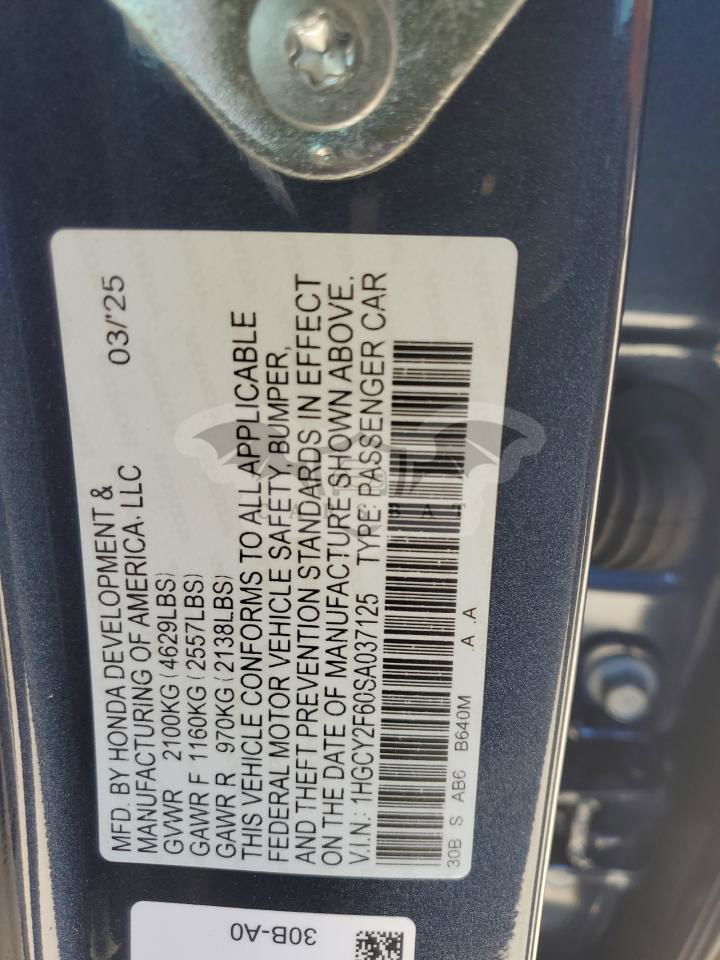 MFD. BY HONDA DEVELOPMENT & 03/'25
MANUFACTURING OF AMERICA. LLC
GVWR 2100KG (4629LBS)
GAWR F 1160KG (2557LBS)
GAWR R 970KG (2138LBS)
THIS VEHICLE CONFORMS TO ALL APPLICABLE
FEDERAL MOTOR VEHICLE SAFETY, BUMPER,
AND THEFT PREVENTION STANDARDS IN EFFECT
ON THE DATE OF MANUFACTURE SHOWN ABOVE.
V.I.N.: 1HGCY2F60SA037125 TYPE: PASSENGER CAR
30B S AB6 B640M .A .A
30B-A0